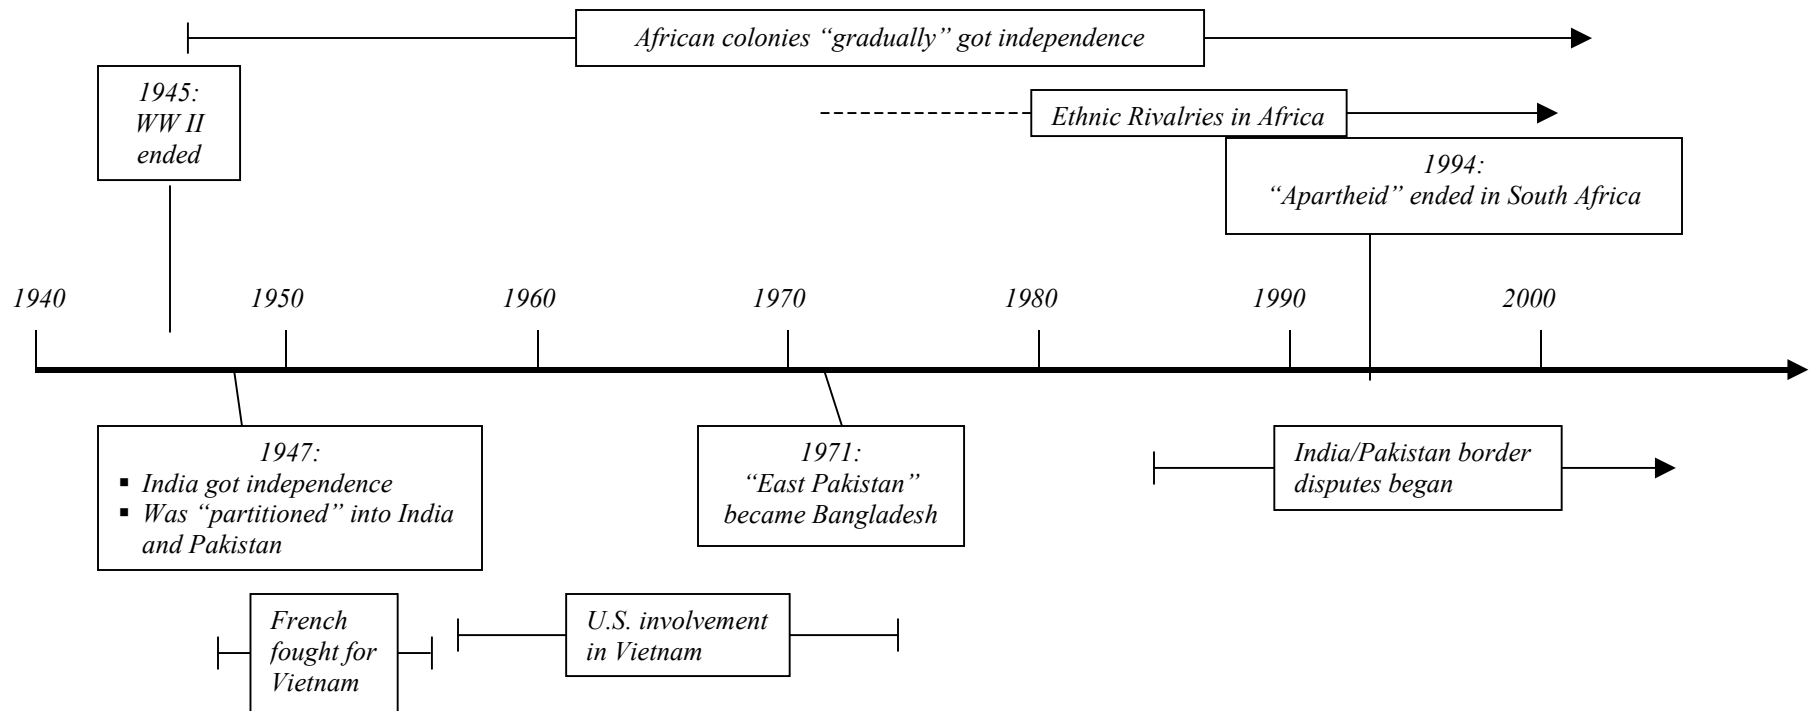 African colonies “gradually” got independence
1945:
WW II
ended
Ethnic Rivalries in Africa
1994:
“Apartheid” ended in South Africa
1940
1950
1960
1970
1980
1990
2000
1947:
▪ India got independence
▪ Was “partitioned” into India
and Pakistan
1971:
“East Pakistan”
became Bangladesh
India/Pakistan border
disputes began
French
fought for
Vietnam
U.S. involvement
in Vietnam